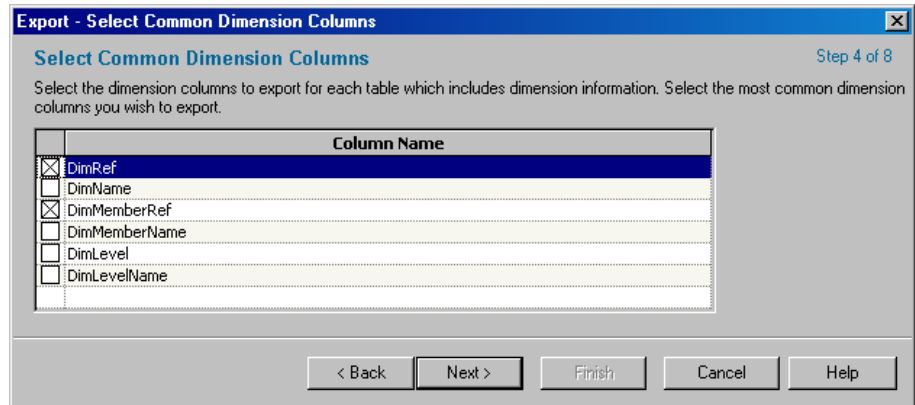 Export - Select Common Dimension Columns
Select Common Dimension Columns
Step 4 of 8
Select the dimension columns to export for each table which includes dimension information. Select the most common dimension
columns you wish to export.
Column Name
DimRef
DimName
DimMemberRef
DimMemberName
DimLevel
DimLevelName
< Back
Next >
Finish
Cancel
Help